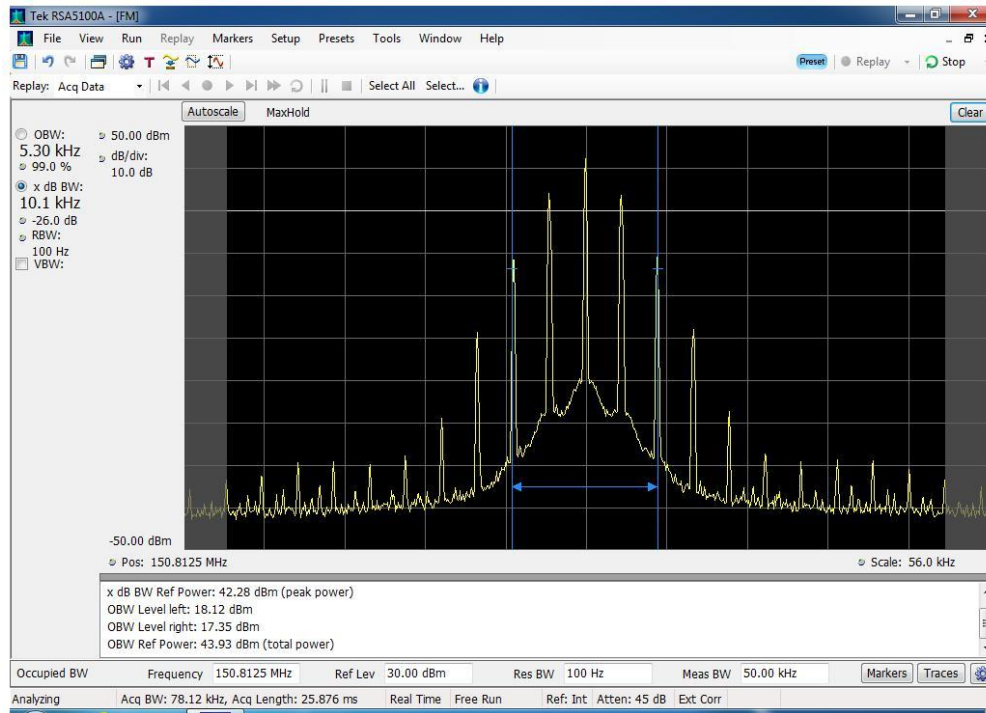 Tek RSA5100A - [FM]
File View Run Replay Markers Setup Presets Tools Window Help
T Preset Replay Stop
Replay: Acq Data Select All Select...
Autoscale MaxHold Clear
OBW: 50.00 dBm
5.30 kHz dB/div:
99.0 % 10.0 dB
x dB BW:
10.1 kHz
-26.0 dB
RBW:
100 Hz
VBW:
-50.00 dBm
Pos: 150.8125 MHz Scale: 56.0 kHz
x dB BW Ref Power: 42.28 dBm (peak power)
OBW Level left: 18.12 dBm
OBW Level right: 17.35 dBm
OBW Ref Power: 43.93 dBm (total power)
Occupied BW Frequency 150.8125 MHz Ref Lev 30.00 dBm Res BW 100 Hz Meas BW 50.00 kHz Markers Traces
Analyzing Acq BW: 78.12 kHz, Acq Length: 25.876 ms Real Time Free Run Ref: Int Atten: 45 dB Ext Corr